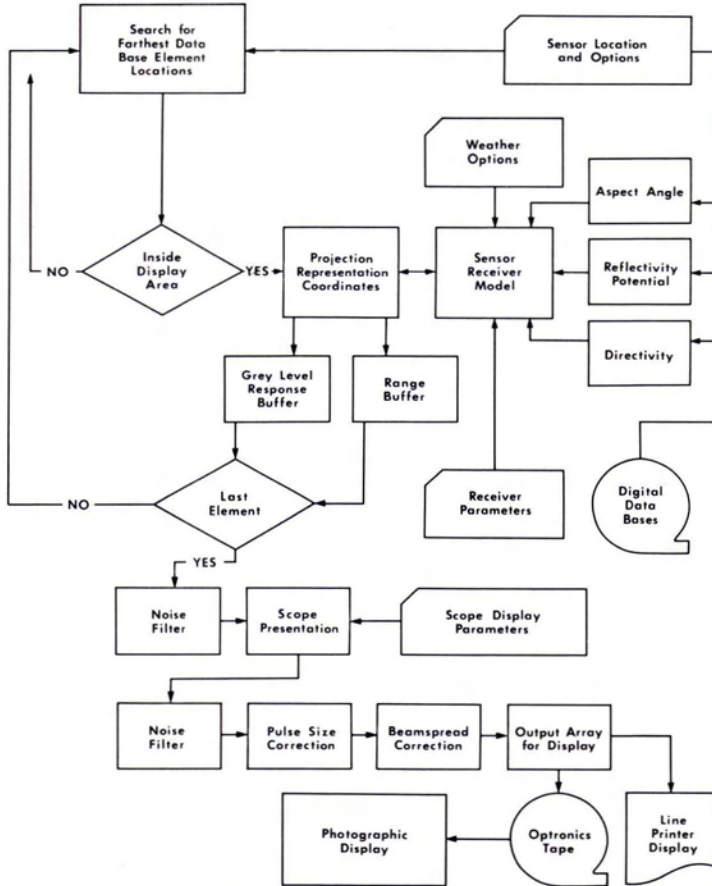 Search for
Farthest Data
Base Element
Locations
Sensor Location
and Options
Weather
Options
Aspect Angle
Inside
Display
Area
NO
YES
Projection
Representation
Coordinates
Sensor
Receiver
Model
Reflectivity
Potential
Directivity
Grey Level
Response
Buffer
Range
Buffer
Last
Element
NO
YES
Receiver
Parameters
Digital
Data
Bases
Noise
Filter
Scope
Presentation
Scope Display
Parameters
Noise
Filter
Pulse Size
Correction
Beamspread
Correction
Output Array
for Display
Photographic
Display
Optronics
Tape
Line
Printer
Display